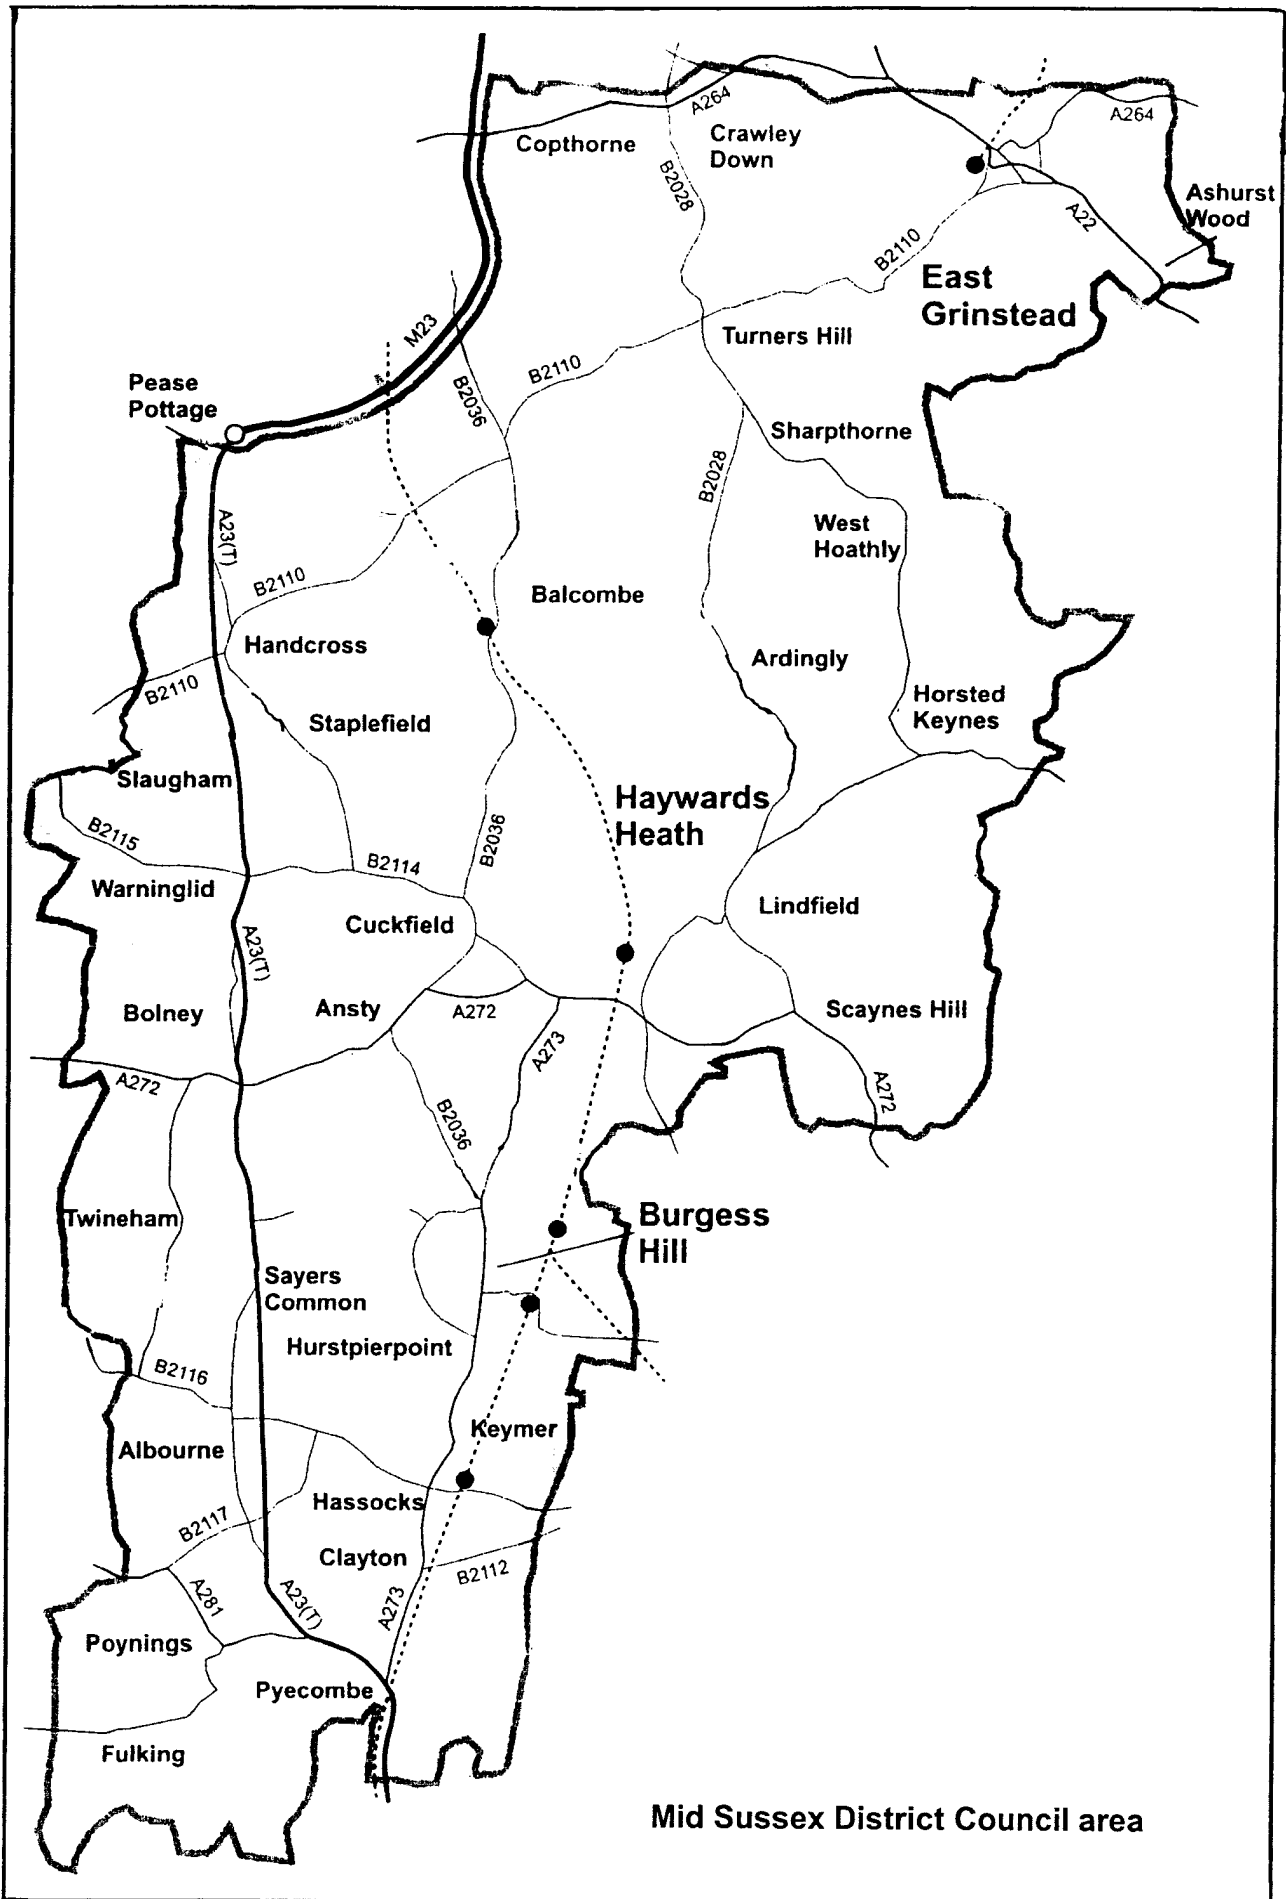 A264
A264
Copthorne
Crawley
Down
B2028
Ashurst
Wood
A22
B2110
East
Grinstead
M23
Turners Hill
B2110
B2036
Pease
Pottage
Sharpthorne
B2028
West
Hoathly
A23(T)
B2110
Balcombe
Handcross
Ardingly
B2110
Horsted
Keynes
Staplefield
Slaugham
Haywards
Heath
B2115
B2036
B2114
Warninglid
Cuckfield
Lindfield
A23(T)
Bolney
Ansty
A272
Scaynes Hill
A273
A272
A272
B2036
Twineham
Burgess
Hill
Sayers
Common
Hurstpierpoint
B2116
Keymer
Albourne
Hassocks
B2117
Clayton
B2112
A281
A23(T)
A273
Poynings
Pyecombe
Fulking
Mid Sussex District Council area